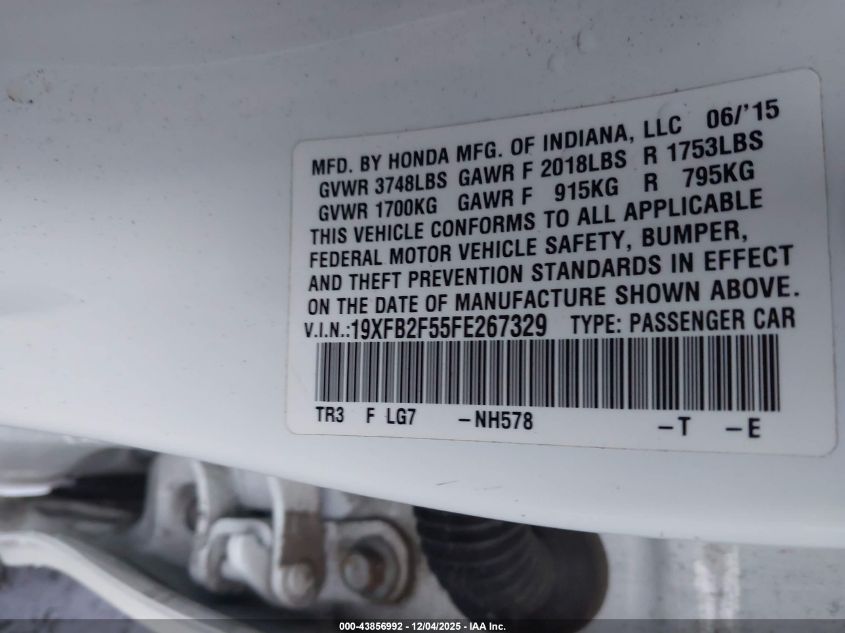 MFD. BY HONDA MFG. OF INDIANA, LLC 06/'15
GVWR 3748LBS GAWR F 2018LBS R 1753LBS
GVWR 1700KG GAWR F 915KG R 795KG
THIS VEHICLE CONFORMS TO ALL APPLICABLE
FEDERAL MOTOR VEHICLE SAFETY, BUMPER,
AND THEFT PREVENTION STANDARDS IN EFFECT
ON THE DATE OF MANUFACTURE SHOWN ABOVE.
V.I.N.:19XFB2F55FE267329 TYPE: PASSENGER CAR
TR3 F LG7 -NH578 -T -E
000-43856992 - 12/04/2025 - IAA Inc.